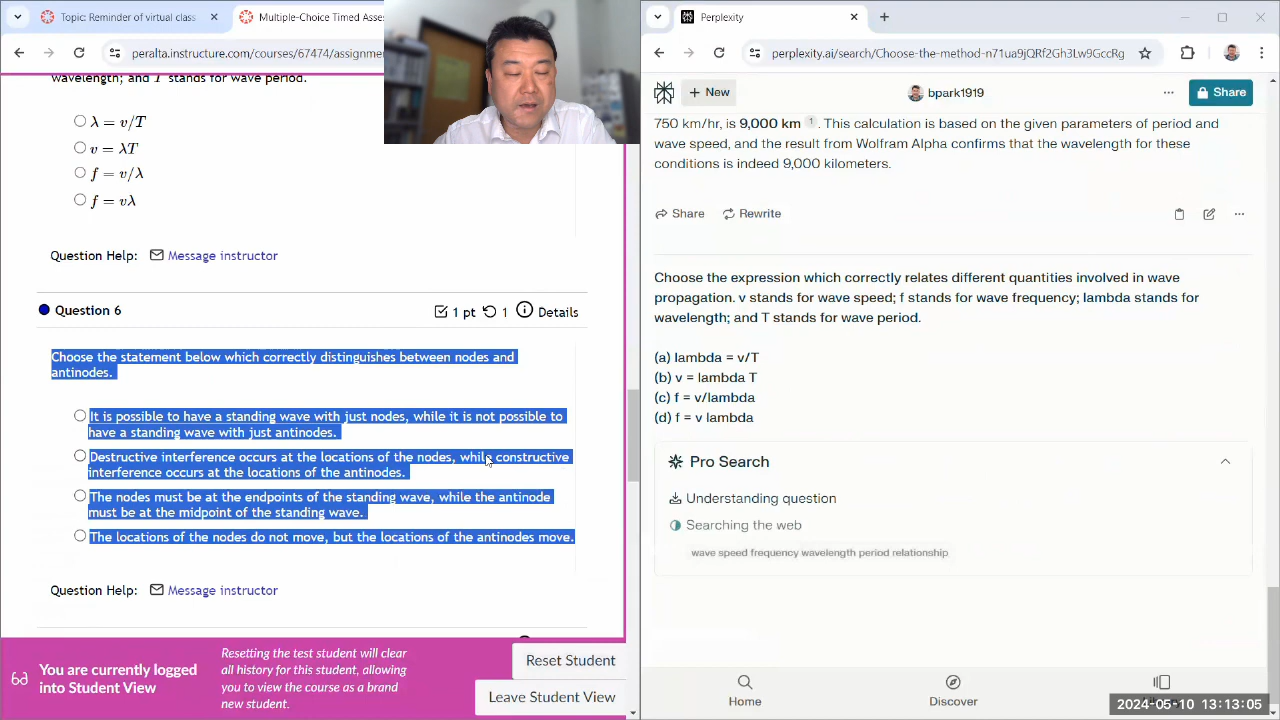 Topic: Reminder of virtual class
Multiple-Choice Timed Asse
peralta.instructure.com/courses/67474/assignme
wavelength; and T stands for wave period.
λ = v/T
v = λT
f = v/λ
f = vλ
Question Help: Message instructor
Question 6
1 pt 1 Details
Choose the statement below which correctly distinguishes between nodes and
antinodes.
It is possible to have a standing wave with just nodes, while it is not possible to
have a standing wave with just antinodes.
Destructive interference occurs at the locations of the nodes, while constructive
interference occurs at the locations of the antinodes.
The nodes must be at the endpoints of the standing wave, while the antinode
must be at the midpoint of the standing wave.
The locations of the nodes do not move, but the locations of the antinodes move.
Question Help: Message instructor
You are currently logged
into Student View
Resetting the test student will clear
all history for this student, allowing
you to view the course as a brand
new student.
Reset Student
Leave Student View
Perplexity
perplexity.ai/search/Choose-the-method-n71ua9jQRf2Gh3LW9GccRg
New
bpark1919
Share
750 km/hr, is 9,000 km 1. This calculation is based on the given parameters of period and
wave speed, and the result from Wolfram Alpha confirms that the wavelength for these
conditions is indeed 9,000 kilometers.
Share Rewrite
Choose the expression which correctly relates different quantities involved in wave
propagation. v stands for wave speed; f stands for wave frequency; lambda stands for
wavelength; and T stands for wave period.
(a) lambda = v/T
(b) v = lambda T
(c) f = v/lambda
(d) f = v lambda
Pro Search
Understanding question
Searching the web
wave speed frequency wavelength period relationship
Home
Discover
2024-05-10 13:13:05